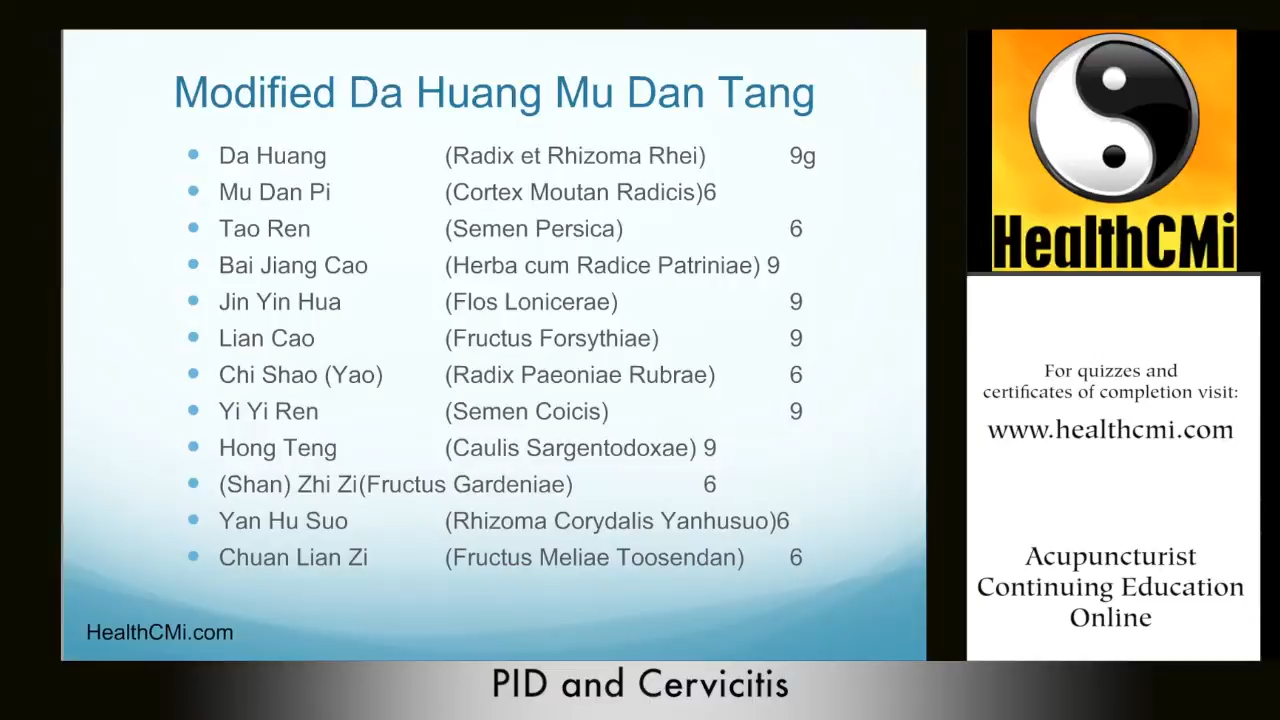 Modified Da Huang Mu Dan Tang
Da Huang (Radix et Rhizoma Rhei) 9g
Mu Dan Pi (Cortex Moutan Radicis)6
Tao Ren (Semen Persica) 6
Bai Jiang Cao (Herba cum Radice Patriniae) 9
Jin Yin Hua (Flos Lonicerae) 9
Lian Cao (Fructus Forsythiae) 9
Chi Shao (Yao) (Radix Paeoniae Rubrae) 6
Yi Yi Ren (Semen Coicis) 9
Hong Teng (Caulis Sargentodoxae) 9
(Shan) Zhi Zi(Fructus Gardeniae) 6
Yan Hu Suo (Rhizoma Corydalis Yanhusuo)6
Chuan Lian Zi (Fructus Meliae Toosendan) 6
HealthCMi.com
HealthCMi
For quizzes and
certificates of completion visit:
www.healthcmi.com
Acupuncturist
Continuing Education
Online
PID and Cervicitis